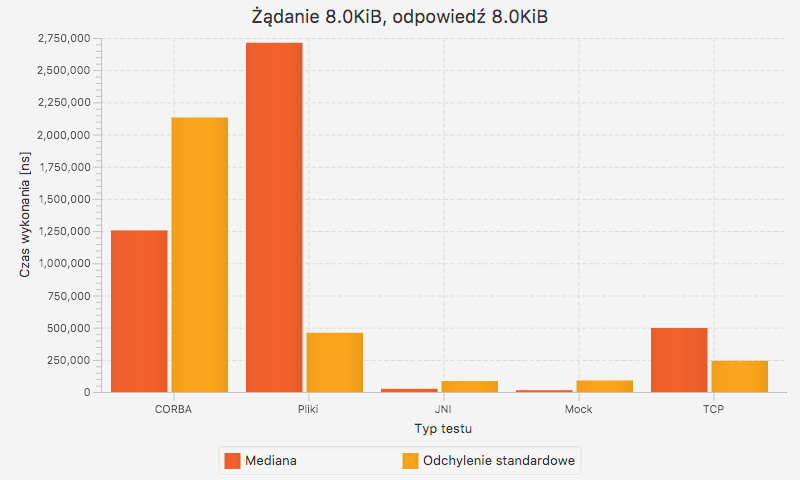 Żądanie 8.0KiB, odpowiedź 8.0KiB
Czas wykonania [ns]
2,750,000
2,500,000
2,250,000
2,000,000
1,750,000
1,500,000
1,250,000
1,000,000
750,000
500,000
250,000
0
CORBA Pliki JNI Mock TCP
Typ testu
Mediana Odchylenie standardowe